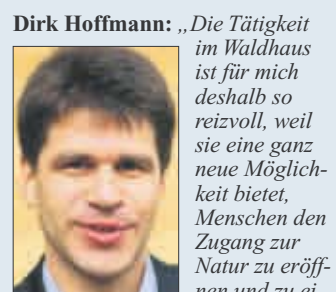 Dirk Hoffmann: „Die Tätigkeit
im Waldhaus
ist für mich
deshalb so
reizvoll, weil
sie eine ganz
neue Möglich-
keit bietet,
Menschen den
Zugang zur
Natur zu eröff-
nen und zu ei-